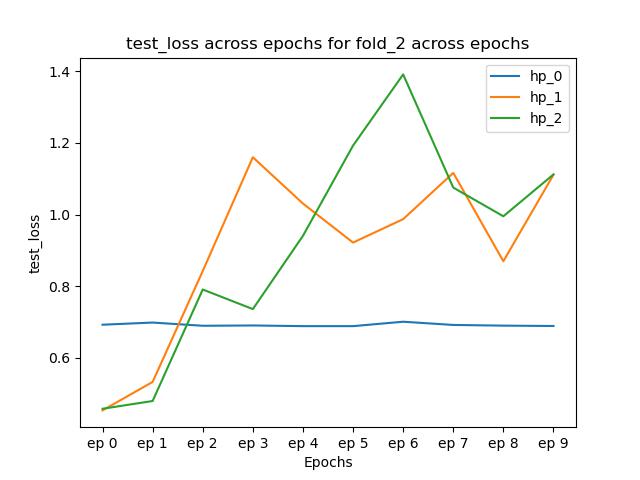 test_loss across epochs for fold_2 across epochs
hp_0
hp_1
hp_2
test_loss
1.4
1.2
1.0
0.8
0.6
ep 0 ep 1 ep 2 ep 3 ep 4 ep 5 ep 6 ep 7 ep 8 ep 9
Epochs